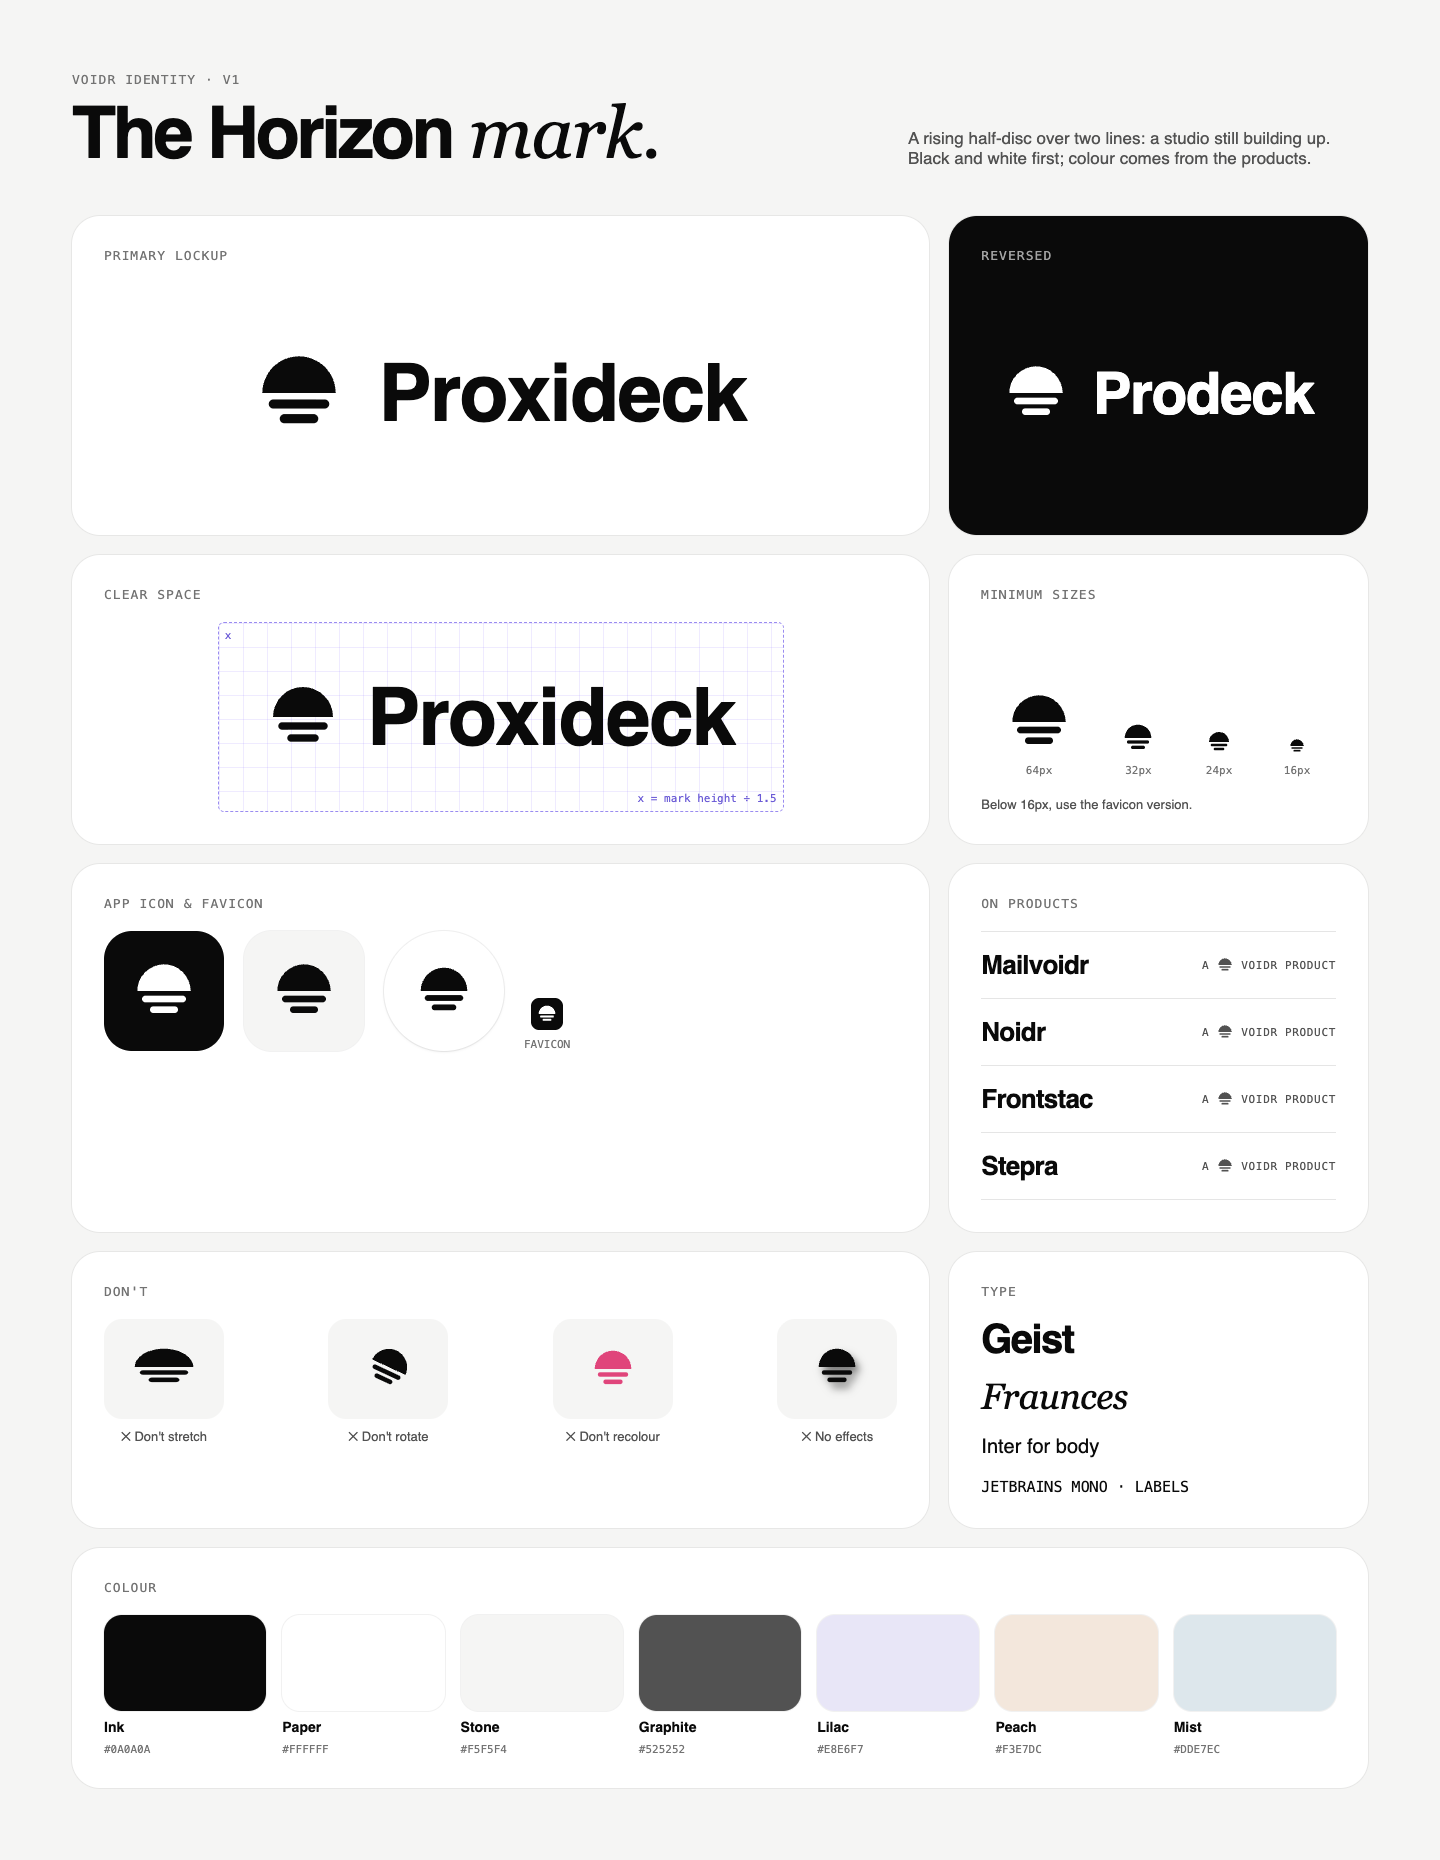 VOIDR IDENTITY · V1
The Horizon mark.
A rising half-disc over two lines: a studio still building up.
Black and white first; colour comes from the products.
PRIMARY LOCKUP
Proxideck
REVERSED
Prodeck
CLEAR SPACE
x
Proxideck
x = mark height ÷ 1.5
MINIMUM SIZES
64px
32px
24px
16px
Below 16px, use the favicon version.
APP ICON & FAVICON
FAVICON
ON PRODUCTS
Mailvoidr
A VOIDR PRODUCT
Noidr
A VOIDR PRODUCT
Frontstac
A VOIDR PRODUCT
Stepra
A VOIDR PRODUCT
DON'T
✕ Don't stretch
✕ Don't rotate
✕ Don't recolour
✕ No effects
TYPE
Geist
Fraunces
Inter for body
JETBRAINS MONO · LABELS
COLOUR
Ink
#0A0A0A
Paper
#FFFFFF
Stone
#F5F5F4
Graphite
#525252
Lilac
#E8E6F7
Peach
#F3E7DC
Mist
#DDE7EC